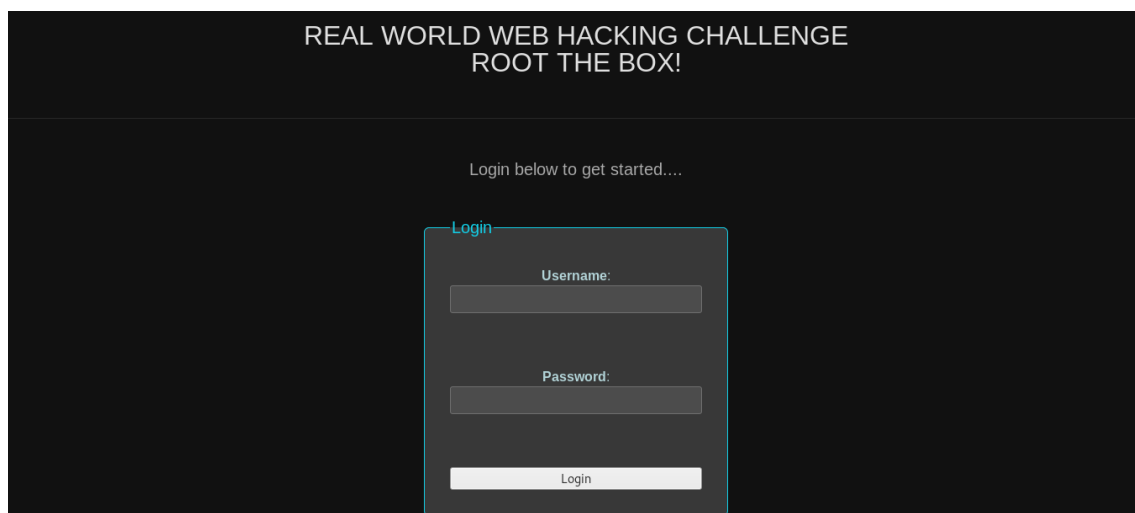 REAL WORLD WEB HACKING CHALLENGE
ROOT THE BOX!
Login below to get started....
Login
Username:
Password:
Login